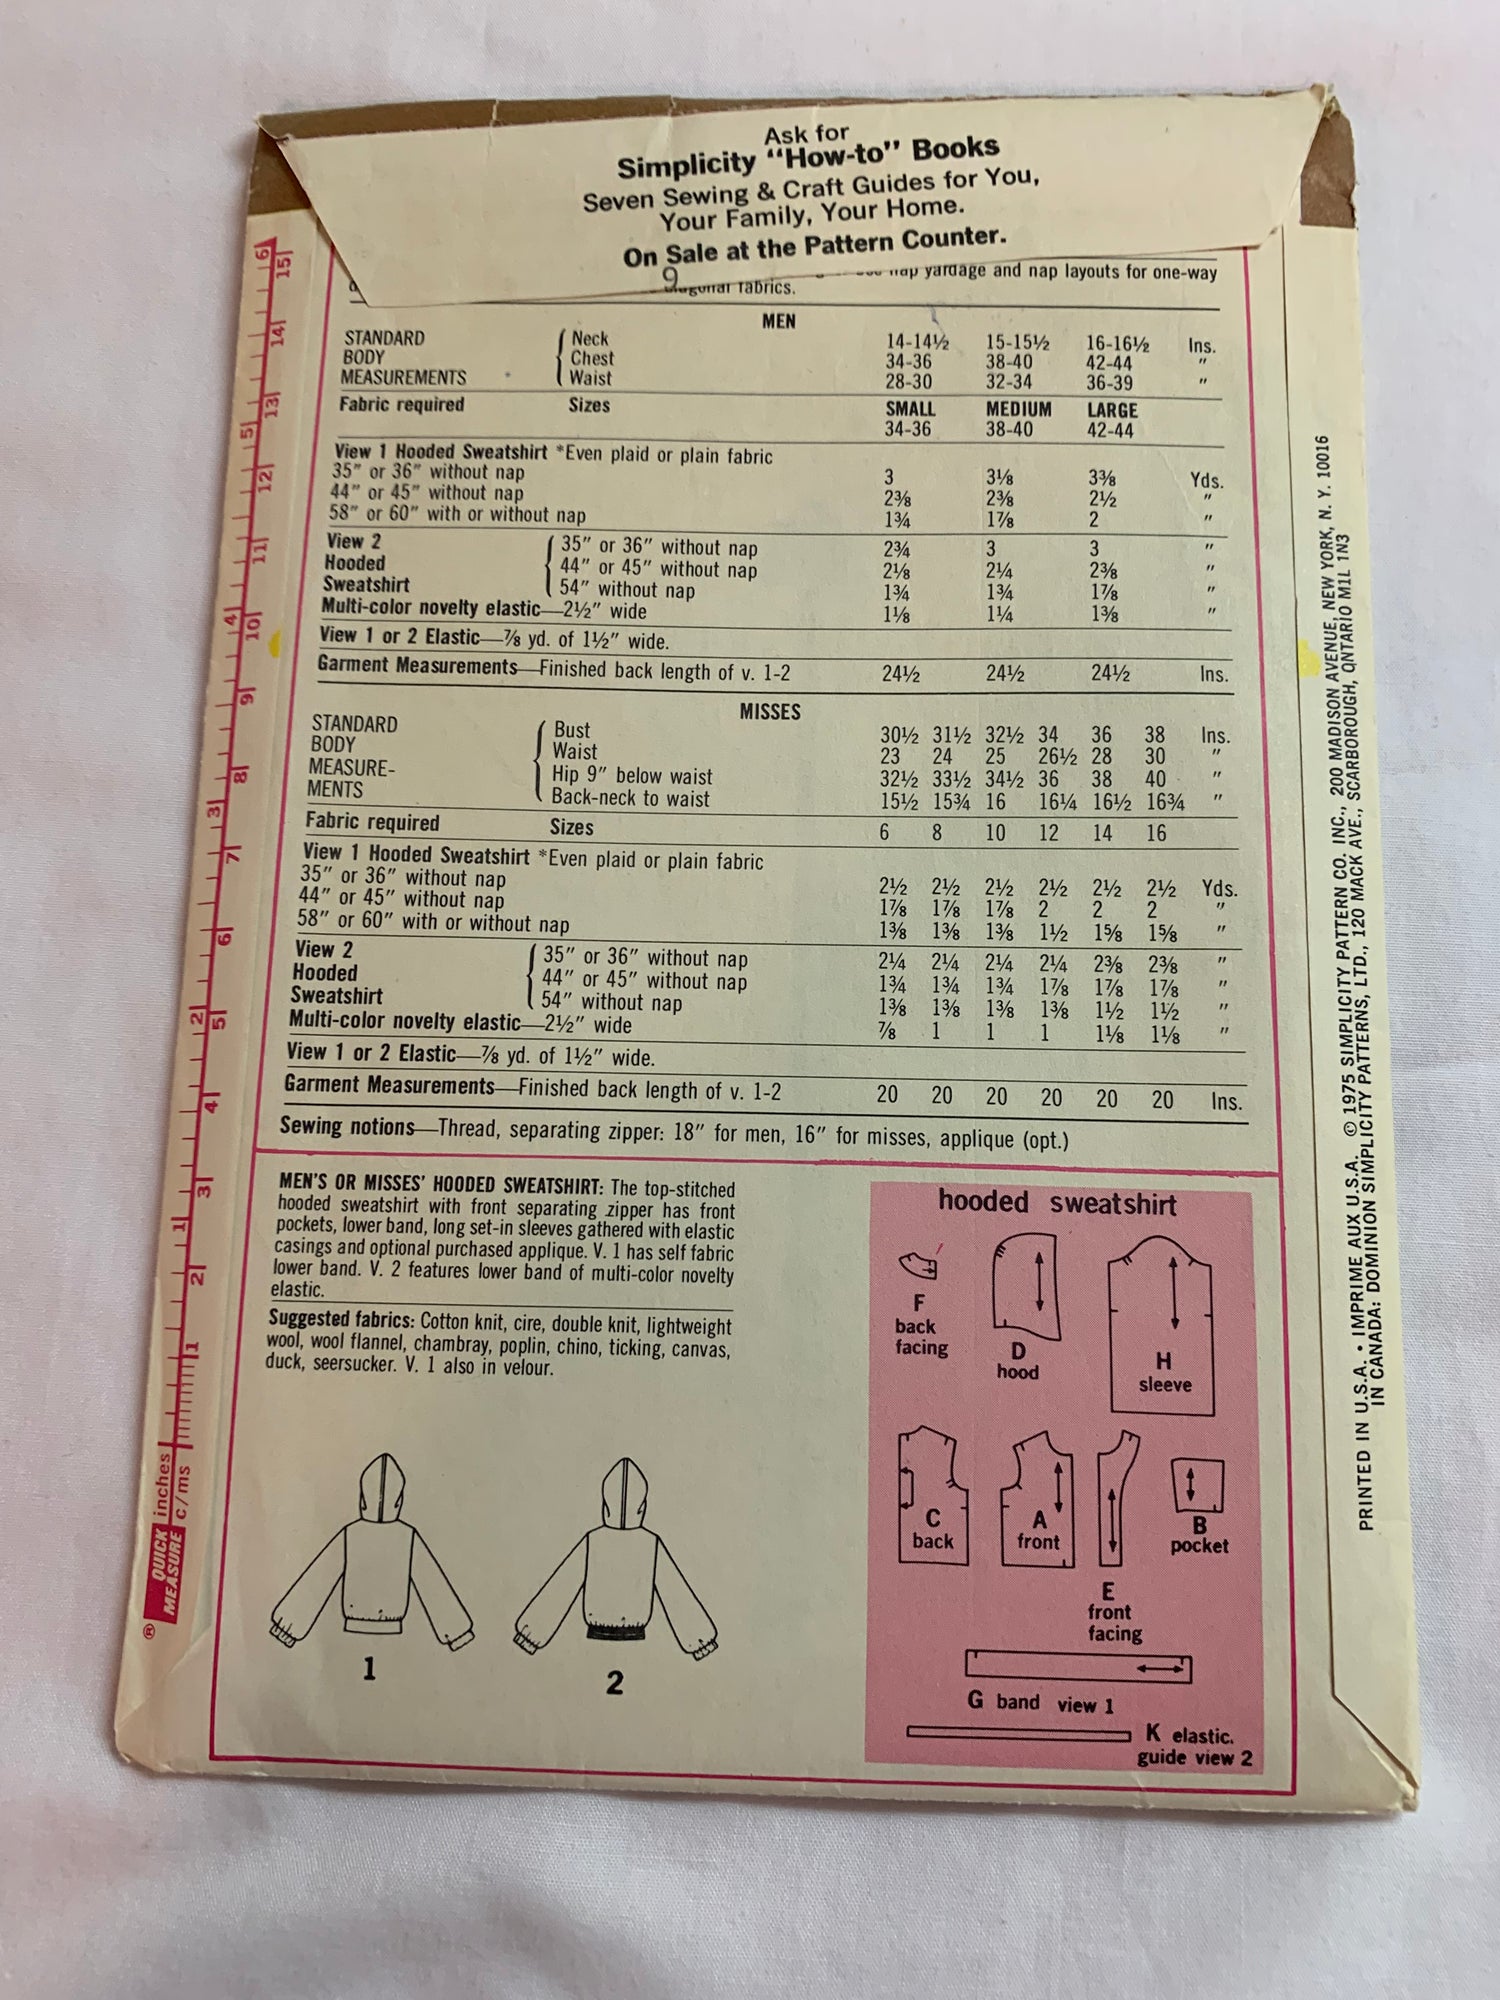 Ask for
Simplicity "How-to" Books
Seven Sewing & Craft Guides for You,
Your Family, Your Home.
On Sale at the Pattern Counter.
9
nap yardage and nap layouts for one-way
diagonal fabrics.
MEN
STANDARD BODY MEASUREMENTS
Neck 14-14½ 15-15½ 16-16½ Ins.
Chest 34-36 38-40 42-44 "
Waist 28-30 32-34 36-39 "
Fabric required Sizes SMALL MEDIUM LARGE
34-36 38-40 42-44
View 1 Hooded Sweatshirt *Even plaid or plain fabric
35" or 36" without nap 3 3⅛ 3⅜ Yds.
44" or 45" without nap 2⅜ 2⅜ 2½ "
58" or 60" with or without nap 1¾ 1⅞ 2 "
View 2 Hooded Sweatshirt
35" or 36" without nap 2¾ 3 3 "
44" or 45" without nap 2⅛ 2¼ 2⅜ "
54" without nap 1¾ 1¾ 1⅞ "
Multi-color novelty elastic—2½" wide 1⅛ 1¼ 1⅜ "
View 1 or 2 Elastic—⅞ yd. of 1½" wide.
Garment Measurements—Finished back length of v. 1-2 24½ 24½ 24½ Ins.
MISSES
STANDARD BODY MEASURE-MENTS
Bust 30½ 31½ 32½ 34 36 38 Ins.
Waist 23 24 25 26½ 28 30 "
Hip 9" below waist 32½ 33½ 34½ 36 38 40 "
Back-neck to waist 15½ 15¾ 16 16¼ 16½ 16¾ "
Fabric required Sizes 6 8 10 12 14 16
View 1 Hooded Sweatshirt *Even plaid or plain fabric
35" or 36" without nap 2½ 2½ 2½ 2½ 2½ 2½ Yds.
44" or 45" without nap 1⅞ 1⅞ 1⅞ 2 2 2 "
58" or 60" with or without nap 1⅜ 1⅜ 1⅜ 1½ 1⅝ 1⅝ "
View 2 Hooded Sweatshirt
35" or 36" without nap 2¼ 2¼ 2¼ 2¼ 2⅜ 2⅜ "
44" or 45" without nap 1¾ 1¾ 1¾ 1⅞ 1⅞ 1⅞ "
54" without nap 1⅜ 1⅜ 1⅜ 1⅜ 1½ 1½ "
Multi-color novelty elastic—2½" wide ⅞ 1 1 1 1⅛ 1⅛ "
View 1 or 2 Elastic—⅞ yd. of 1½" wide.
Garment Measurements—Finished back length of v. 1-2 20 20 20 20 20 20 Ins.
Sewing notions—Thread, separating zipper: 18" for men, 16" for misses, applique (opt.)
MEN'S OR MISSES' HOODED SWEATSHIRT: The top-stitched
hooded sweatshirt with front separating zipper has front
pockets, lower band, long set-in sleeves gathered with elastic
casings and optional purchased applique. V. 1 has self fabric
lower band. V. 2 features lower band of multi-color novelty
elastic.
Suggested fabrics: Cotton knit, cire, double knit, lightweight
wool, wool flannel, chambray, poplin, chino, ticking, canvas,
duck, seersucker. V. 1 also in velour.
1
2
hooded sweatshirt
F
back
facing
D
hood
H
sleeve
C
back
A
front
E
front
facing
B
pocket
G band view 1
K elastic.
guide view 2
PRINTED IN U.S.A. • IMPRIME AUX U.S.A. © 1975 SIMPLICITY PATTERN CO. INC., 200 MADISON AVENUE, NEW YORK, N. Y. 10016
IN CANADA: DOMINION SIMPLICITY PATTERNS, LTD., 120 MACK AVE., SCARBOROUGH, ONTARIO M1L 1N3
® QUICK MEASURE
inches 1 2 3 4 5 6
c/ms 1 2 3 4 5 6 7 8 9 10 11 12 13 14 15